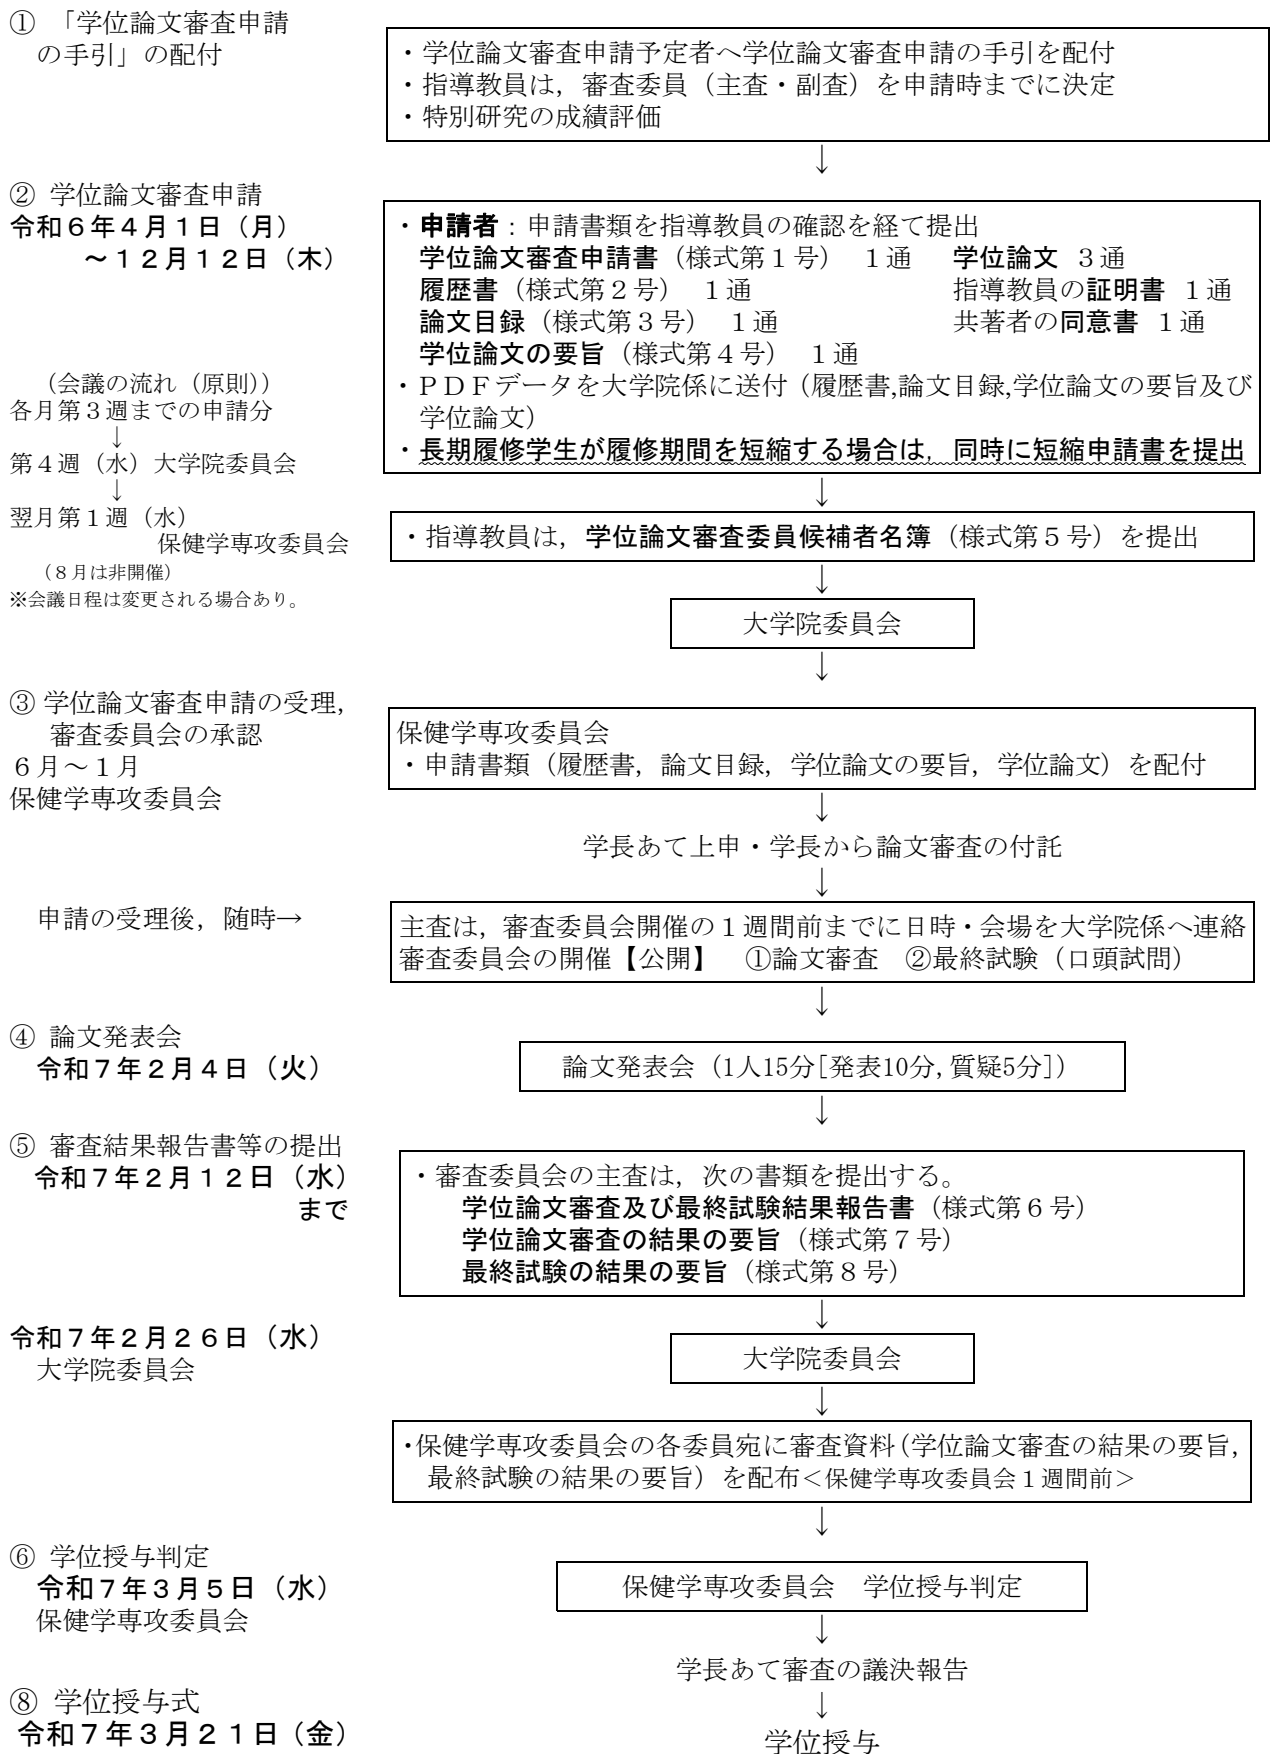 ① 「学位論文審査申請
の手引」の配付
・学位論文審査申請予定者へ学位論文審査申請の手引を配付
・指導教員は，審査委員（主査・副査）を申請時までに決定
・特別研究の成績評価
↓
② 学位論文審査申請
令和６年４月１日（月）
～１２月１２日（木）
・申請者：申請書類を指導教員の確認を経て提出
学位論文審査申請書（様式第１号） １通 学位論文 ３通
履歴書（様式第２号） １通 指導教員の証明書 １通
論文目録（様式第３号） １通 共著者の同意書 １通
学位論文の要旨（様式第４号） １通
・ＰＤＦデータを大学院係に送付（履歴書,論文目録,学位論文の要旨及び
学位論文）
・長期履修学生が履修期間を短縮する場合は，同時に短縮申請書を提出
（会議の流れ（原則））
各月第３週までの申請分
↓
第４週（水）大学院委員会
↓
翌月第１週（水）
保健学専攻委員会
（８月は非開催）
※会議日程は変更される場合あり。
↓
・指導教員は，学位論文審査委員候補者名簿（様式第５号）を提出
↓
大学院委員会
↓
③ 学位論文審査申請の受理，
審査委員会の承認
６月～１月
保健学専攻委員会
保健学専攻委員会
・申請書類（履歴書，論文目録，学位論文の要旨，学位論文）を配付
↓
学長あて上申・学長から論文審査の付託
↓
申請の受理後，随時→
主査は，審査委員会開催の１週間前までに日時・会場を大学院係へ連絡
審査委員会の開催【公開】 ①論文審査 ②最終試験（口頭試問）
↓
④ 論文発表会
令和７年２月４日（火）
論文発表会（1人15分[発表10分,質疑5分]）
↓
⑤ 審査結果報告書等の提出
令和７年２月１２日（水）
まで
・審査委員会の主査は，次の書類を提出する。
学位論文審査及び最終試験結果報告書（様式第６号）
学位論文審査の結果の要旨（様式第７号）
最終試験の結果の要旨（様式第８号）
↓
令和７年２月２６日（水）
大学院委員会
大学院委員会
↓
・保健学専攻委員会の各委員宛に審査資料（学位論文審査の結果の要旨，
最終試験の結果の要旨）を配布＜保健学専攻委員会１週間前＞
↓
⑥ 学位授与判定
令和７年３月５日（水）
保健学専攻委員会
保健学専攻委員会 学位授与判定
↓
学長あて審査の議決報告
↓
⑧ 学位授与式
令和７年３月２１日（金）
学位授与